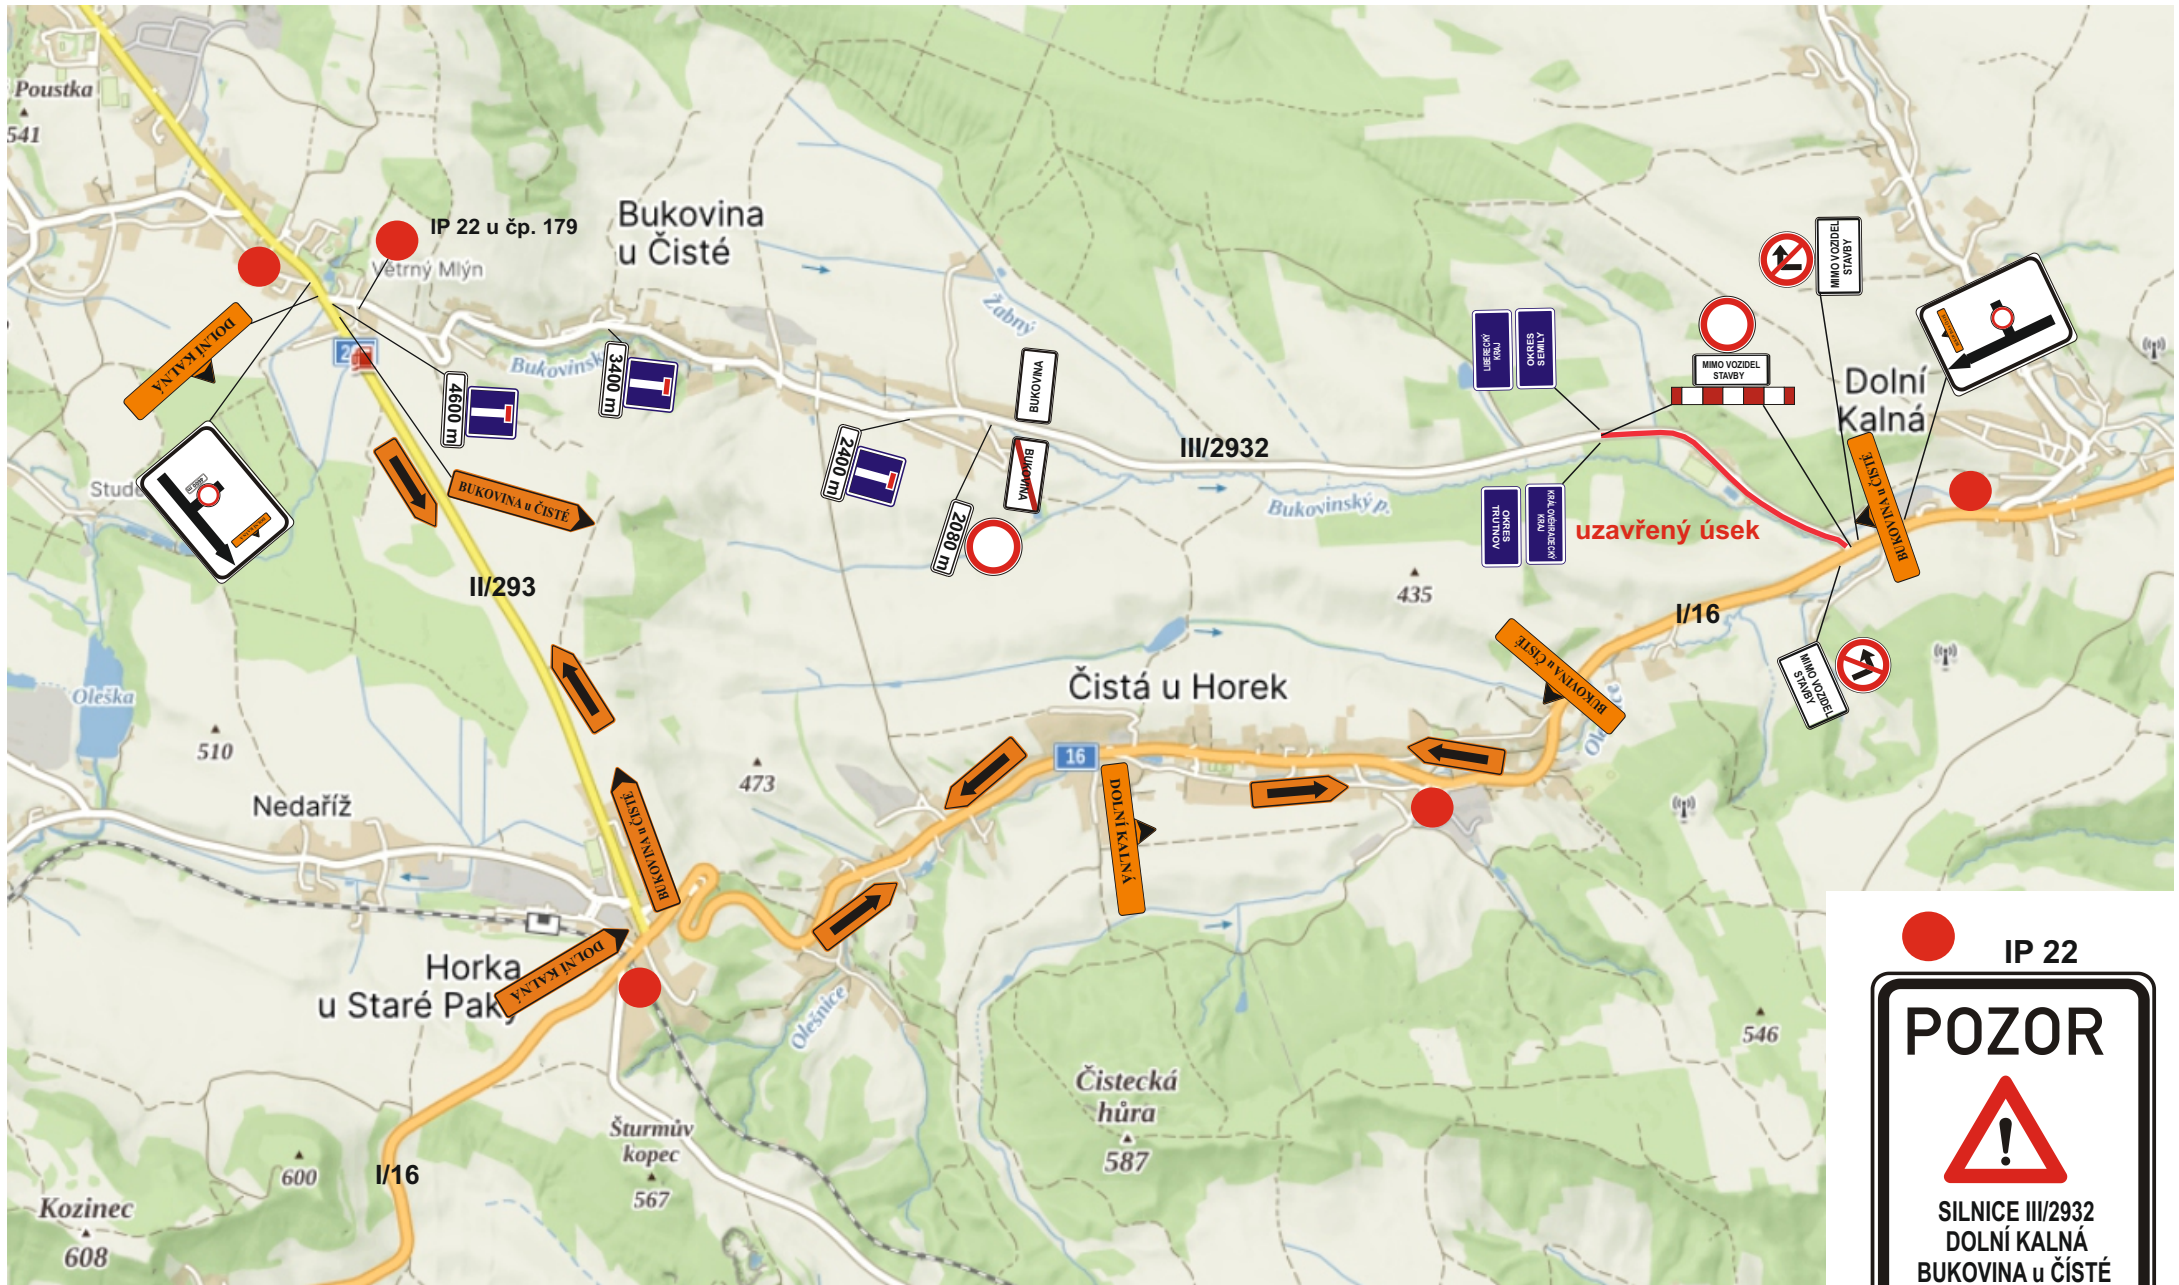 Poustka
541
IP 22 u čp. 179
Větrný Mlýn
Bukovina
u Čisté
Žabný
DOLNÍ KALNÁ
Bukovinsk
3400 m
4600 m
2400 m
2080 m
BUKOVINA
BUKOVINA
III/2932
Bukovinský p.
LIBERECKÝ
KRAJ
OKRES
SEMILY
OKRES
TRUTNOV
KRÁLOVÉHRADECKÝ
KRAJ
MIMO VOZIDEL
STAVBY
MIMO VOZIDEL
STAVBY
Dolní
Kalná
uzavřený úsek
BUKOVINA u ČISTÉ
Stude
4600 m
BUKOVINA u ČISTÉ
II/293
435
I/16
MIMO VOZIDEL
STAVBY
BUKOVINA u ČISTÉ
Oleška
510
Čistá u Horek
16
473
Nedaříž
BUKOVINA u ČISTÉ
DOLNÍ KALNÁ
DOLNÍ KALNÁ
Horka
u Staré Paky
Olešnice
Čistecká
hůra
587
546
Šturmův
kopec
567
600
I/16
Kozinec
608
IP 22
POZOR
!
SILNICE III/2932
DOLNÍ KALNÁ
BUKOVINA u ČÍSTÉ